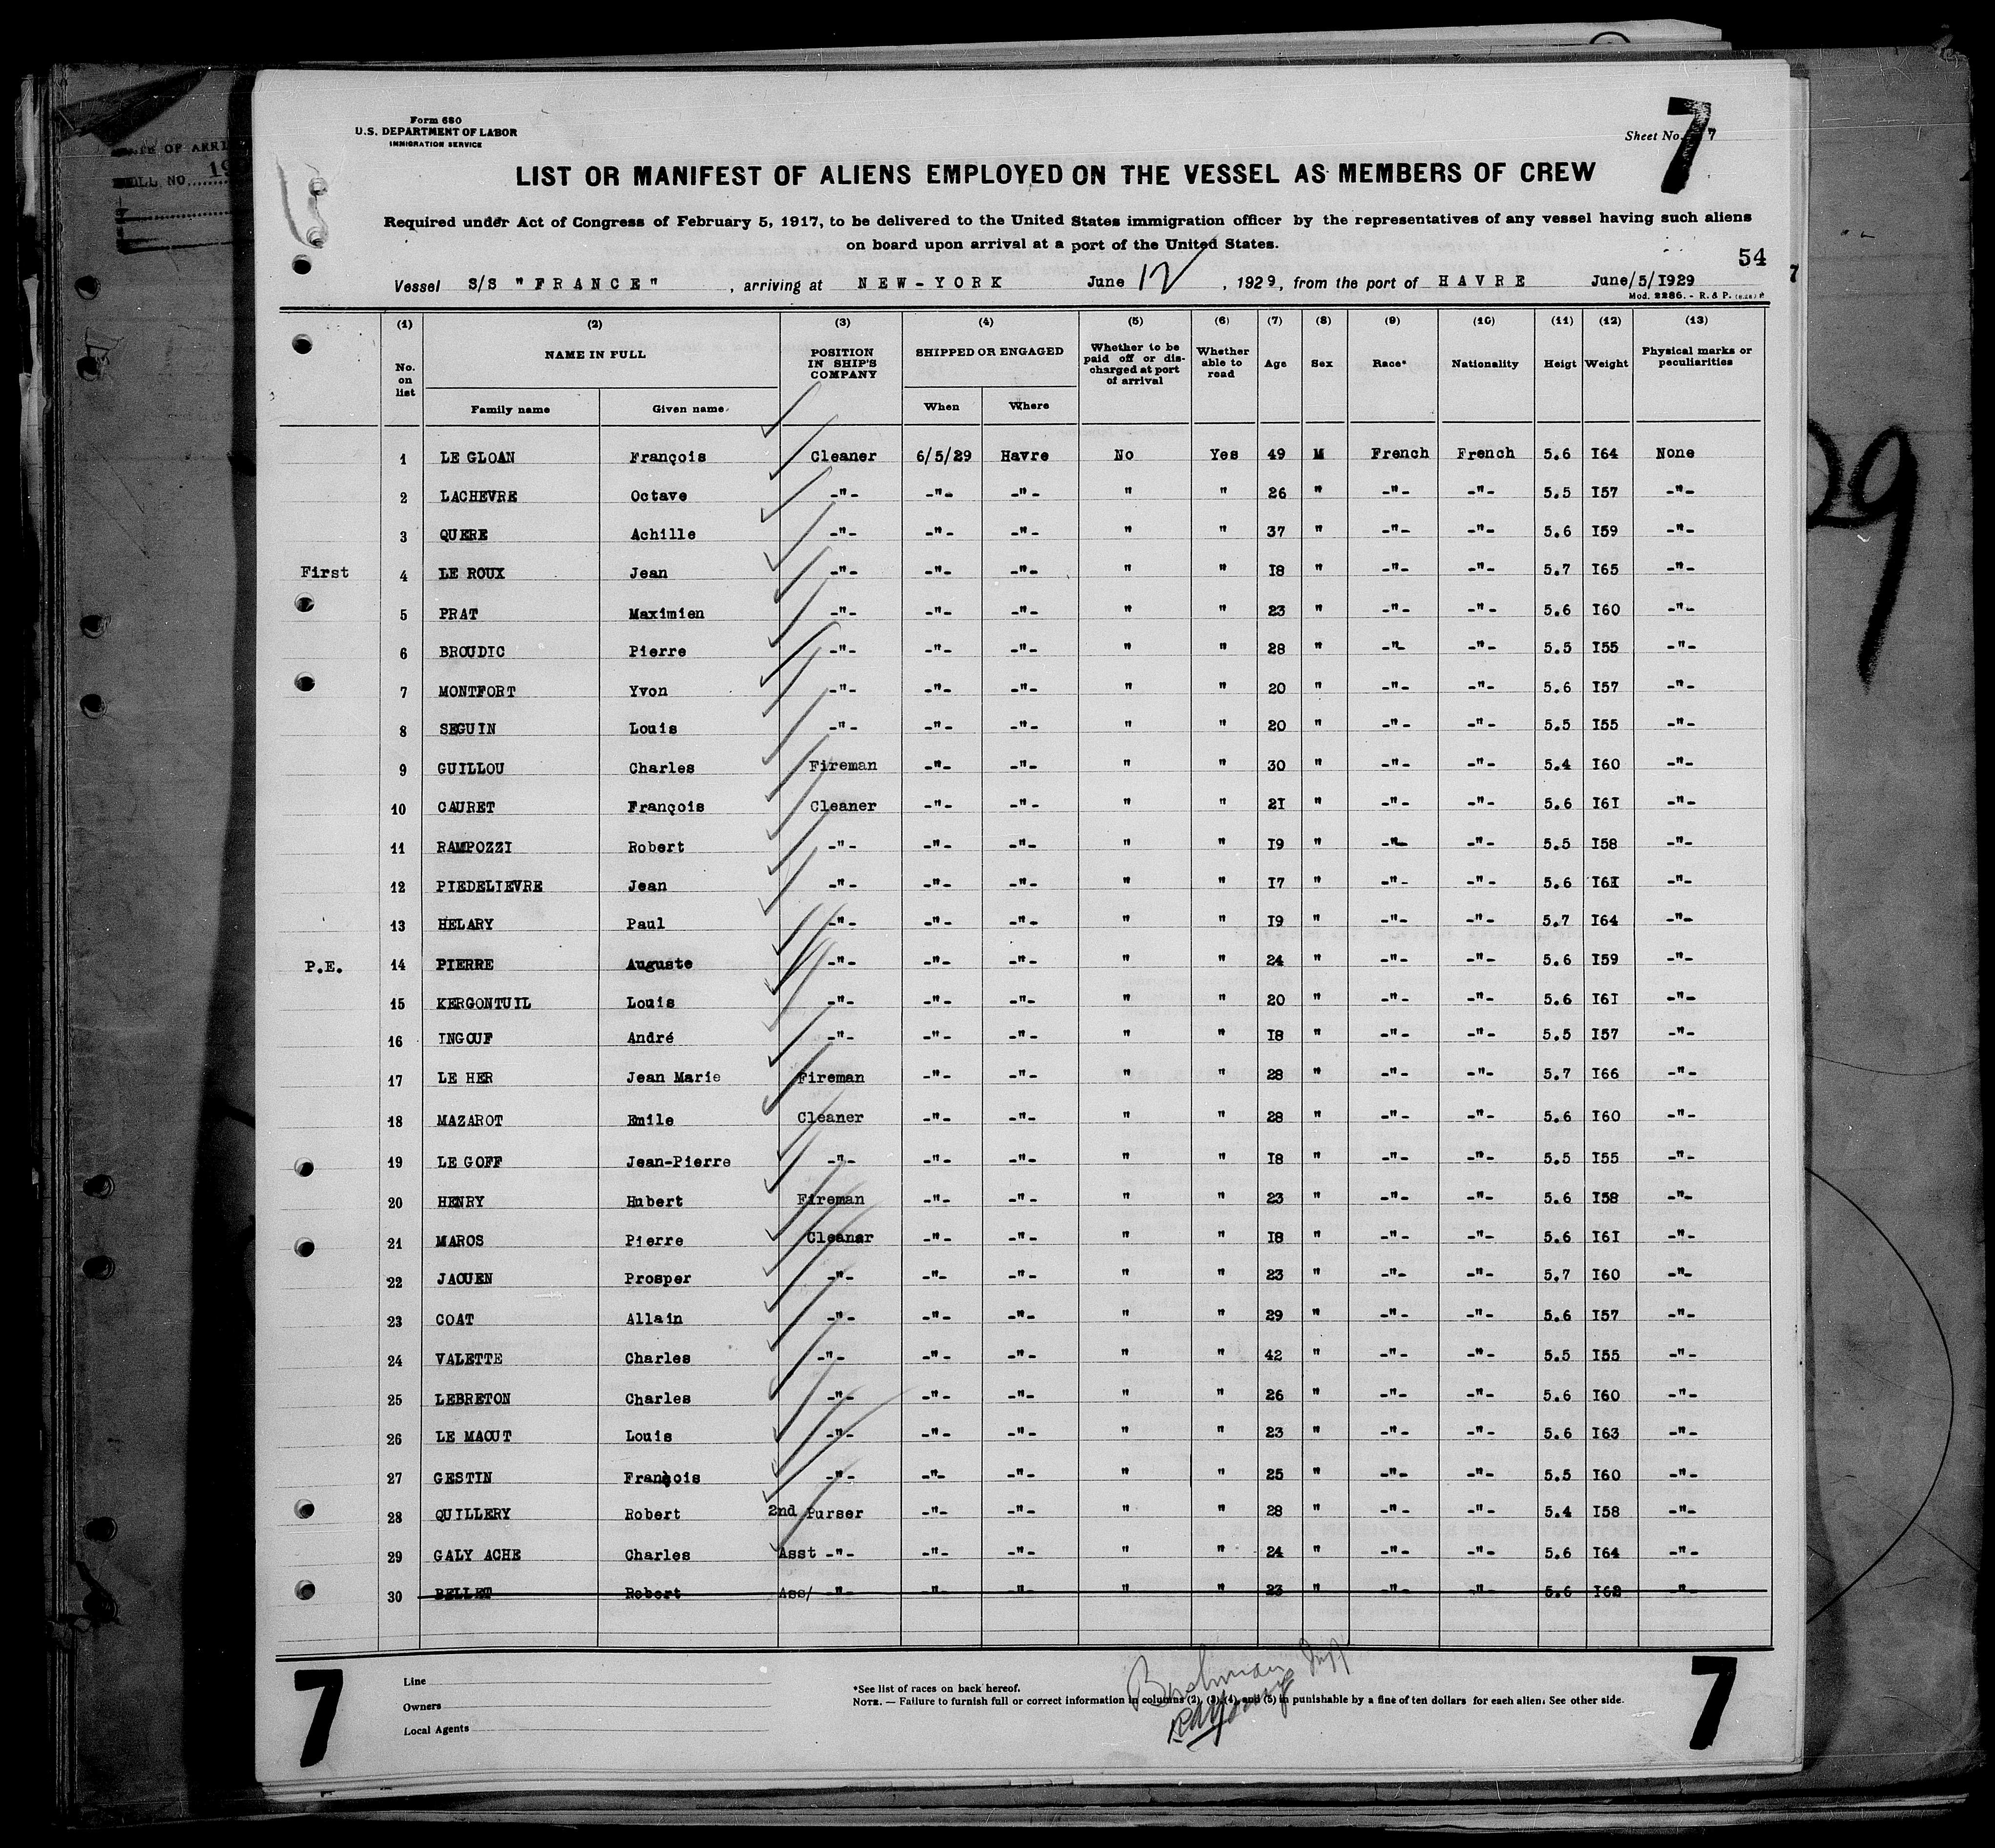 Form 680
U.S. DEPARTMENT OF LABOR
IMMIGRATION SERVICE
Sheet No. 7
7
LIST OR MANIFEST OF ALIENS EMPLOYED ON THE VESSEL AS MEMBERS OF CREW
Required under Act of Congress of February 5, 1917, to be delivered to the United States immigration officer by the representatives of any vessel having such aliens
on board upon arrival at a port of the United States.
54
Vessel S/S "FRANCE", arriving at NEW-YORK June 12, 1929, from the port of HAVRE June/5/I929
7
Mod. 2286. - R. & P.
(1) (2) (3) (4) (5) (6) (7) (8) (9) (10) (11) (12) (13)
No. on list NAME IN FULL POSITION IN SHIP'S COMPANY SHIPPED OR ENGAGED Whether to be paid off or discharged at port of arrival Whether able to read Age Sex Race* Nationality Heigt Weight Physical marks or peculiarities
Family name Given name When Where
1 LE GLOAN François Cleaner 6/5/29 Havre No Yes 49 M French French 5.6 I64 None
2 LACHEVRE Octave -"- -"- -"- " " 26 " -"- -"- 5.5 I57 -"-
3 QUERE Achille -"- -"- -"- " " 37 " -"- -"- 5.6 I59 -"-
First 4 LE ROUX Jean -"- -"- -"- " " I8 " -"- -"- 5.7 I65 -"-
5 PRAT Maximien -"- -"- -"- " " 23 " -"- -"- 5.6 I60 -"-
6 BROUDIC Pierre -"- -"- -"- " " 28 " -"- -"- 5.5 I55 -"-
7 MONTFORT Yvon -"- -"- -"- " " 20 " -"- -"- 5.6 I57 -"-
8 SEGUIN Louis -"- -"- -"- " " 20 " -"- -"- 5.5 I55 -"-
9 GUILLOU Charles Fireman -"- -"- " " 30 " -"- -"- 5.4 I60 -"-
10 CAURET François Cleaner -"- -"- " " 2I " -"- -"- 5.6 I6I -"-
11 RAMPOZZI Robert -"- -"- -"- " " I9 " -"- -"- 5.5 I58 -"-
12 PIEDELIEVRE Jean -"- -"- -"- " " I7 " -"- -"- 5.6 I6I -"-
13 HELARY Paul -"- -"- -"- " " I9 " -"- -"- 5.7 I64 -"-
P.E. 14 PIERRE Auguste -"- -"- -"- " " 24 " -"- -"- 5.6 I59 -"-
15 KERGONTUIL Louis -"- -"- -"- " " 20 " -"- -"- 5.6 I6I -"-
16 INGOUF André -"- -"- -"- " " I8 " -"- -"- 5.5 I57 -"-
17 LE HER Jean Marie Fireman -"- -"- " " 28 " -"- -"- 5.7 I66 -"-
18 MAZAROT Emile Cleaner -"- -"- " " 28 " -"- -"- 5.6 I60 -"-
19 LE GOFF Jean-Pierre -"- -"- -"- " " I8 " -"- -"- 5.5 I55 -"-
20 HENRY Hubert Fireman -"- -"- " " 23 " -"- -"- 5.6 I58 -"-
21 MAROS Pierre Cleaner -"- -"- " " I8 " -"- -"- 5.6 I6I -"-
22 JAOUEN Prosper -"- -"- -"- " " 23 " -"- -"- 5.7 I60 -"-
23 COAT Allain -"- -"- -"- " " 29 " -"- -"- 5.6 I57 -"-
24 VALETTE Charles -"- -"- -"- " " 42 " -"- -"- 5.5 I55 -"-
25 LEBRETON Charles -"- -"- -"- " " 26 " -"- -"- 5.6 I60 -"-
26 LE MAOUT Louis -"- -"- -"- " " 23 " -"- -"- 5.6 I63 -"-
27 GESTIN François -"- -"- -"- " " 25 " -"- -"- 5.5 I60 -"-
28 QUILLERY Robert 2nd Purser -"- -"- " " 28 " -"- -"- 5.4 I58 -"-
29 GALY ACHE Charles Asst -"- -"- -"- " " 24 " -"- -"- 5.6 I64 -"-
30 BELLET Robert Ass/ -"- -"- -"- " " 23 " -"- -"- 5.6 I62 -"-
7
Line
Owners
Local Agents
*See list of races on back hereof.
NOTE. — Failure to furnish full or correct information in columns (2), (3), (4), and (5) in punishable by a fine of ten dollars for each alien. See other side.
7